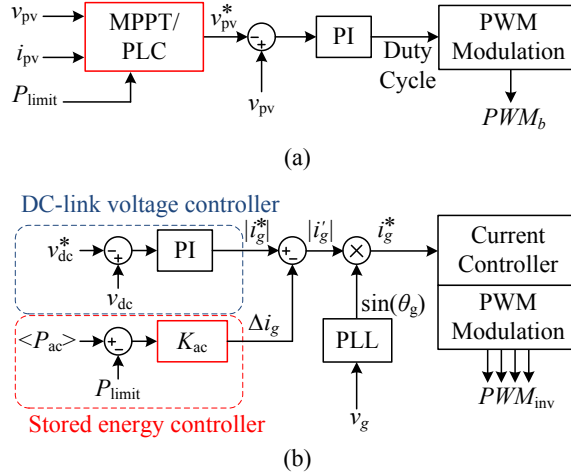 v_pv
i_pv
P_limit
MPPT/
PLC
v*_pv
+
−
v_pv
PI
Duty
Cycle
PWM
Modulation
PWM_b
(a)
DC-link voltage controller
v*_dc
−
+
v_dc
PI
|i*_g|
+
−
|i'_g|
×
i*_g
Current
Controller
PWM
Modulation
PWM_inv
sin(θ_g)
PLL
v_g
<P_ac>
+
−
P_limit
K_ac
Δi_g
Stored energy controller
(b)